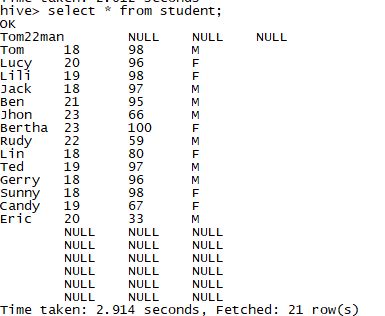 Time taken: seconds
hive> select * from student;
OK
Tom22man NULL NULL NULL
Tom 18 98 M
Lucy 20 96 F
Lili 19 98 F
Jack 18 97 M
Ben 21 95 M
Jhon 23 66 M
Bertha 23 100 F
Rudy 22 59 M
Lin 18 80 F
Ted 19 97 M
Gerry 18 96 M
Sunny 18 98 F
Candy 19 67 F
Eric 20 33 M
NULL NULL NULL
NULL NULL NULL
NULL NULL NULL
NULL NULL NULL
NULL NULL NULL
NULL NULL NULL
Time taken: 2.914 seconds, Fetched: 21 row(s)